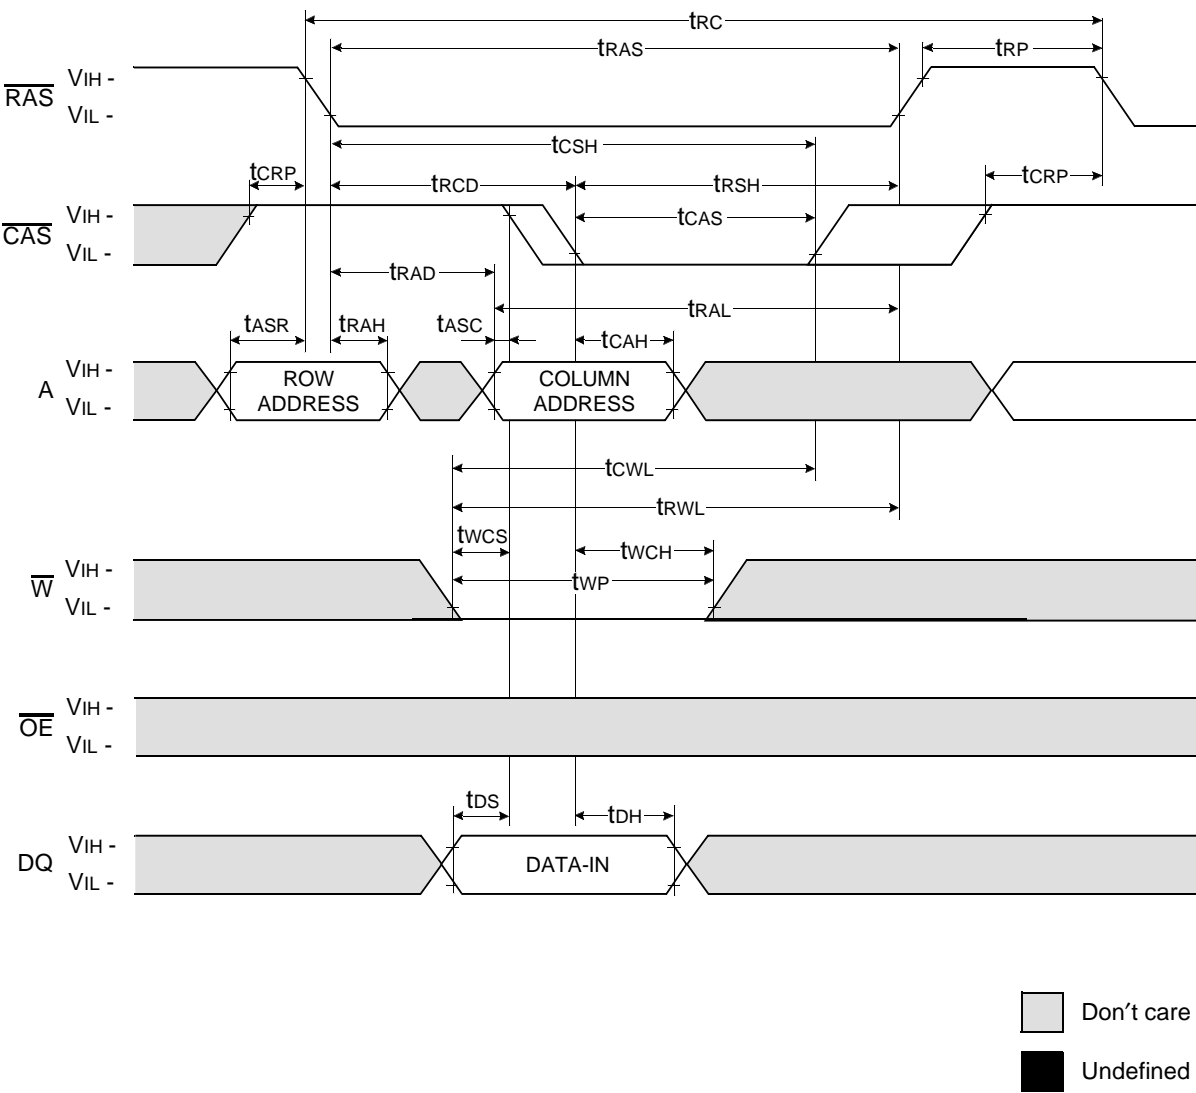 tRC
tRAS
tRP
RAS
VIH -
VIL -
tCSH
tCRP
tRCD
tRSH
tCRP
CAS
VIH -
VIL -
tCAS
tRAD
tRAL
tASR
tRAH
tASC
tCAH
A
VIH -
VIL -
ROW
ADDRESS
COLUMN
ADDRESS
tCWL
tRWL
tWCS
tWCH
W
VIH -
VIL -
tWP
OE
VIH -
VIL -
tDS
tDH
DQ
VIH -
VIL -
DATA-IN
Don′t care
Undefined